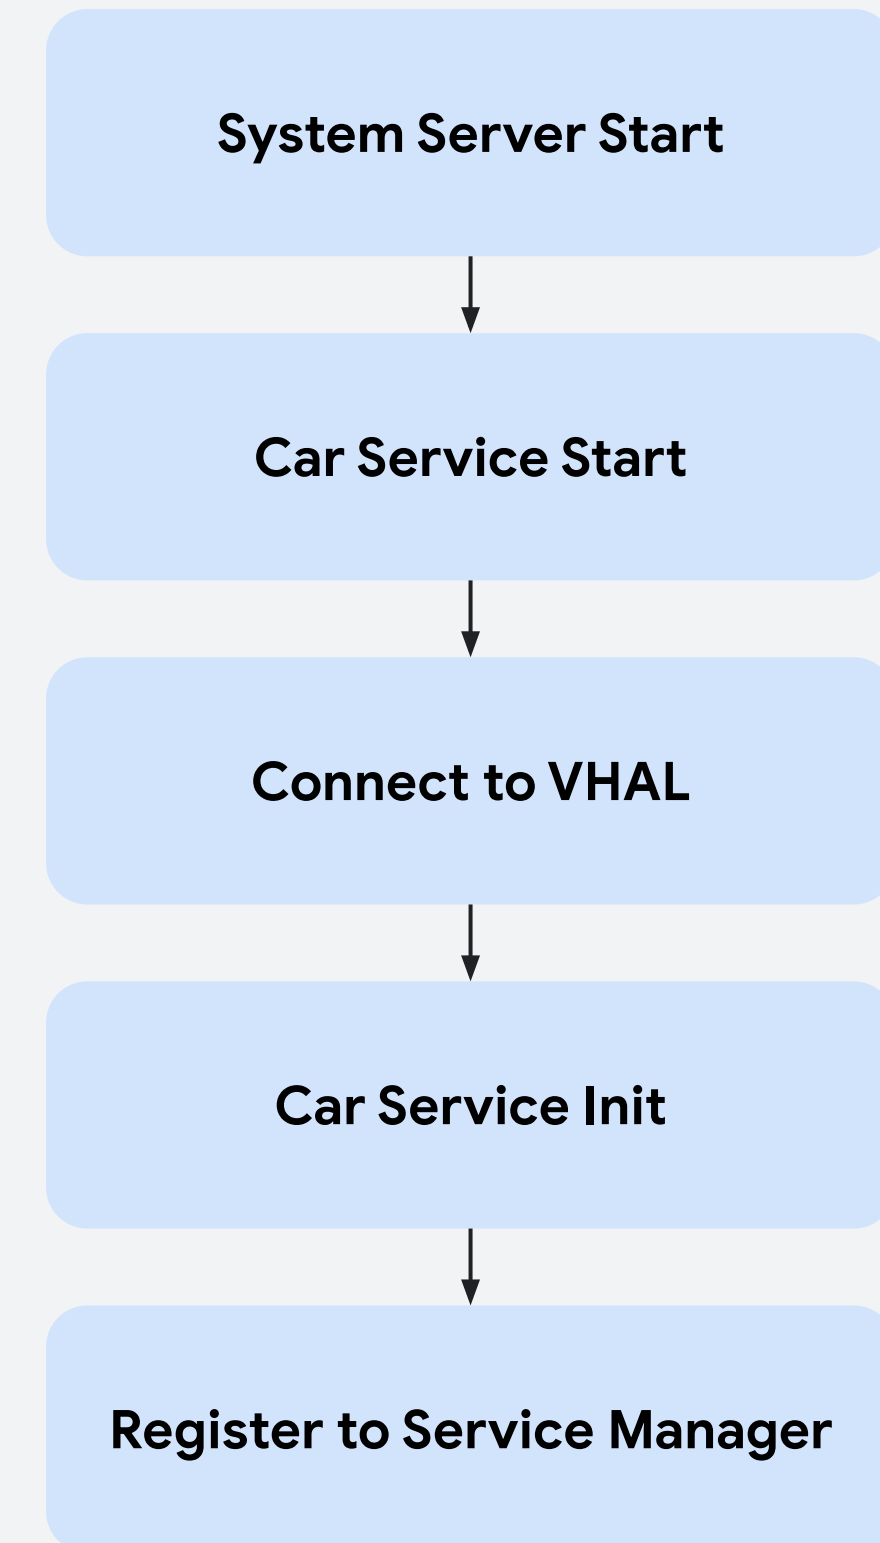 System Server Start
Car Service Start
Connect to VHAL
Car Service Init
Register to Service Manager